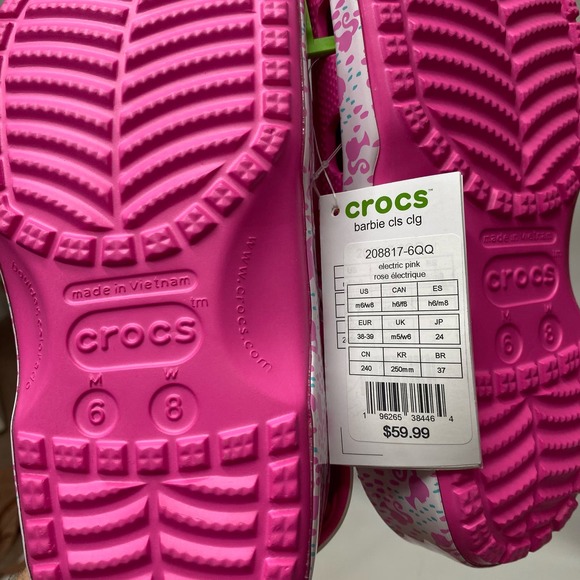 made in Vietnam
crocs™
M W
6 8
www.crocs.com
crocs™
barbie cls clg
208817-6QQ
electric pink
rose électrique
US CAN ES
m6/w8 h6/f8 h6/m8
EUR UK JP
38-39 m5/w6 24
CN KR BR
240 250mm 37
1 96265 38446 4
$59.99
crocs
6 8